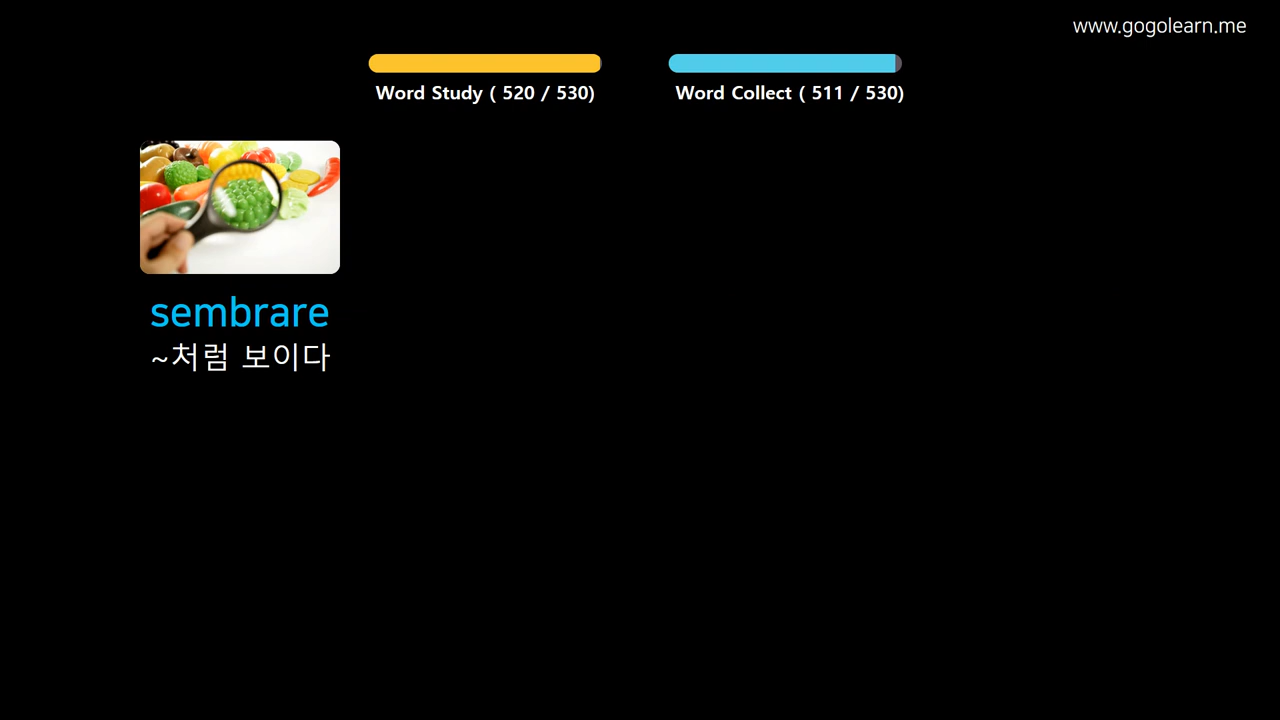 www.gogolearn.me
Word Study ( 520 / 530)
Word Collect ( 511 / 530)
sembrare
~처럼 보이다